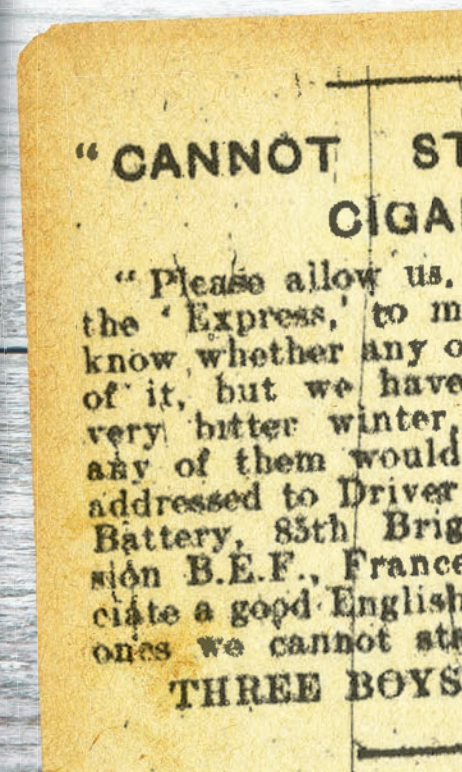 "CANNOT ST
CIGA
"Please allow us,
the 'Express,' to m
know whether any o
of it, but we have
very bitter winter,
any of them would
addressed to Driver
Battery, 85th Brig
sion B.E.F., France
ciate a good English
ones we cannot sta
THREE BOYS